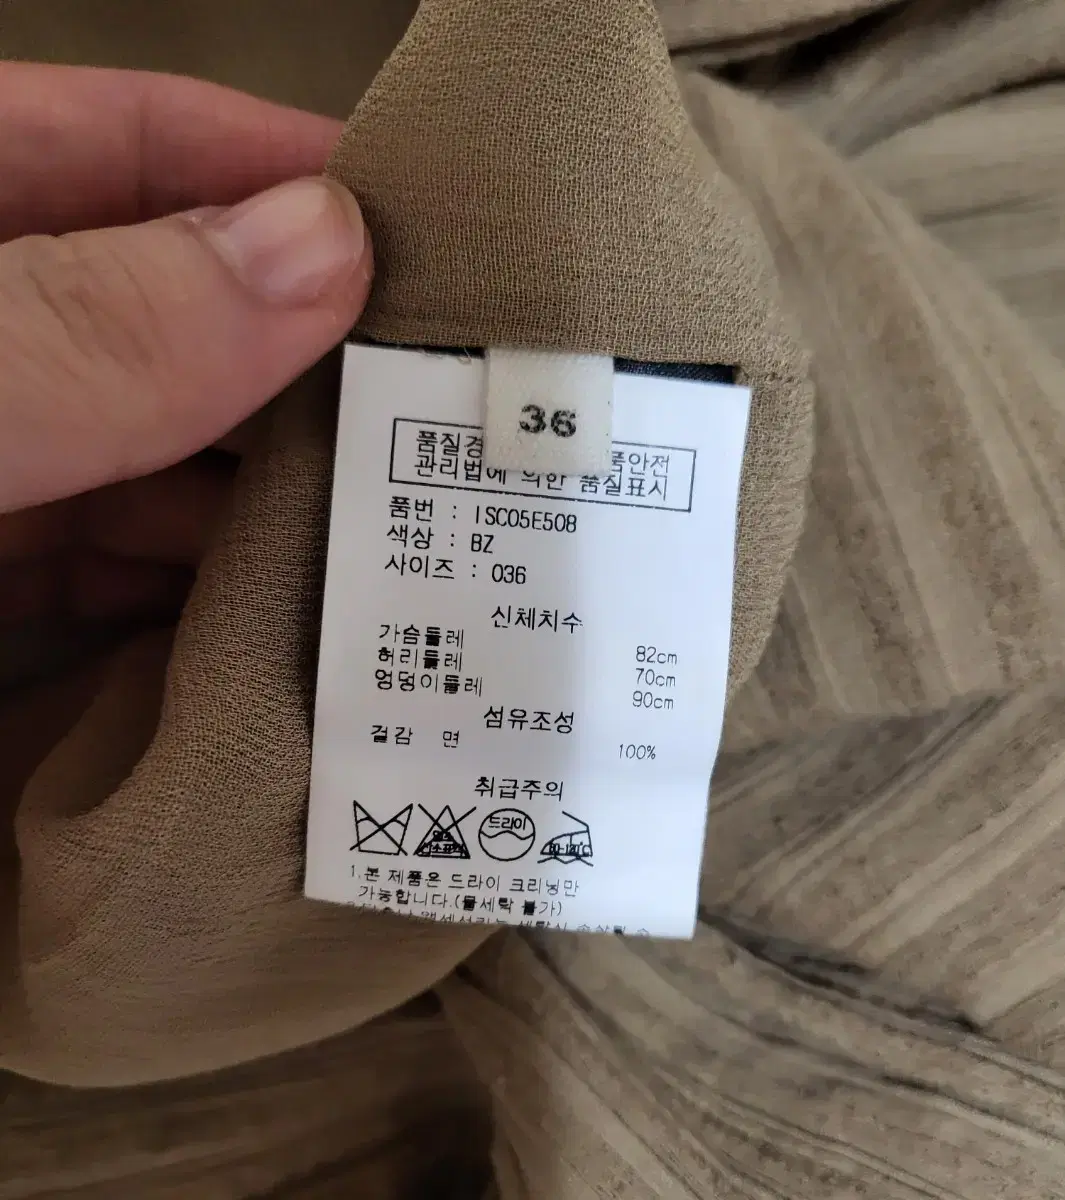 36
품질경 품안전
관리법에 의한 품질표시
품번 : ISC05E508
색상 : BZ
사이즈 : 036
신체치수
가슴둘레 82cm
허리둘레 70cm
엉덩이둘레 90cm
섬유조성
겉감 면 100%
취급주의
드라이
80-120℃
1.본 제품은 드라이 크리닝만
가능합니다.(물세탁 불가)